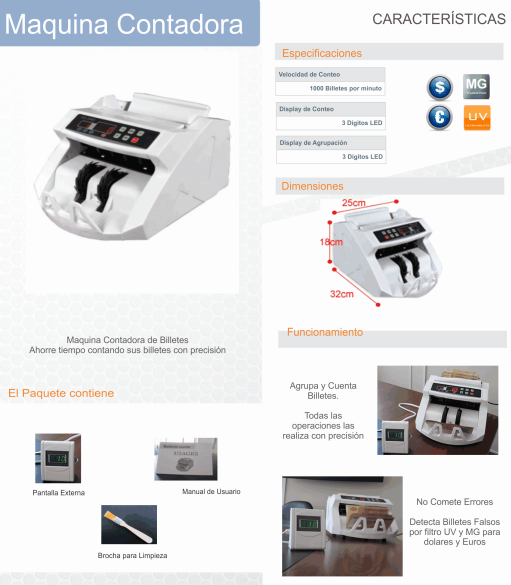 Maquina Contadora
Maquina Contadora de Billetes
Ahorre tiempo contando sus billetes con precisión
El Paquete contiene
Pantalla Externa
Manual de Usuario
Brocha para Limpieza
CARACTERÍSTICAS
Especificaciones
Velocidad de Conteo
1000 Billetes por minuto
Display de Conteo
3 Digitos LED
Display de Agrupación
3 Digitos LED
$
MG
€
UV
Dimensiones
25cm
18cm
32cm
Funcionamiento
Agrupa y Cuenta
Billetes.
Todas las
operaciones las
realiza con precisión
No Comete Errores
Detecta Billetes Falsos
por filtro UV y MG para
dolares y Euros